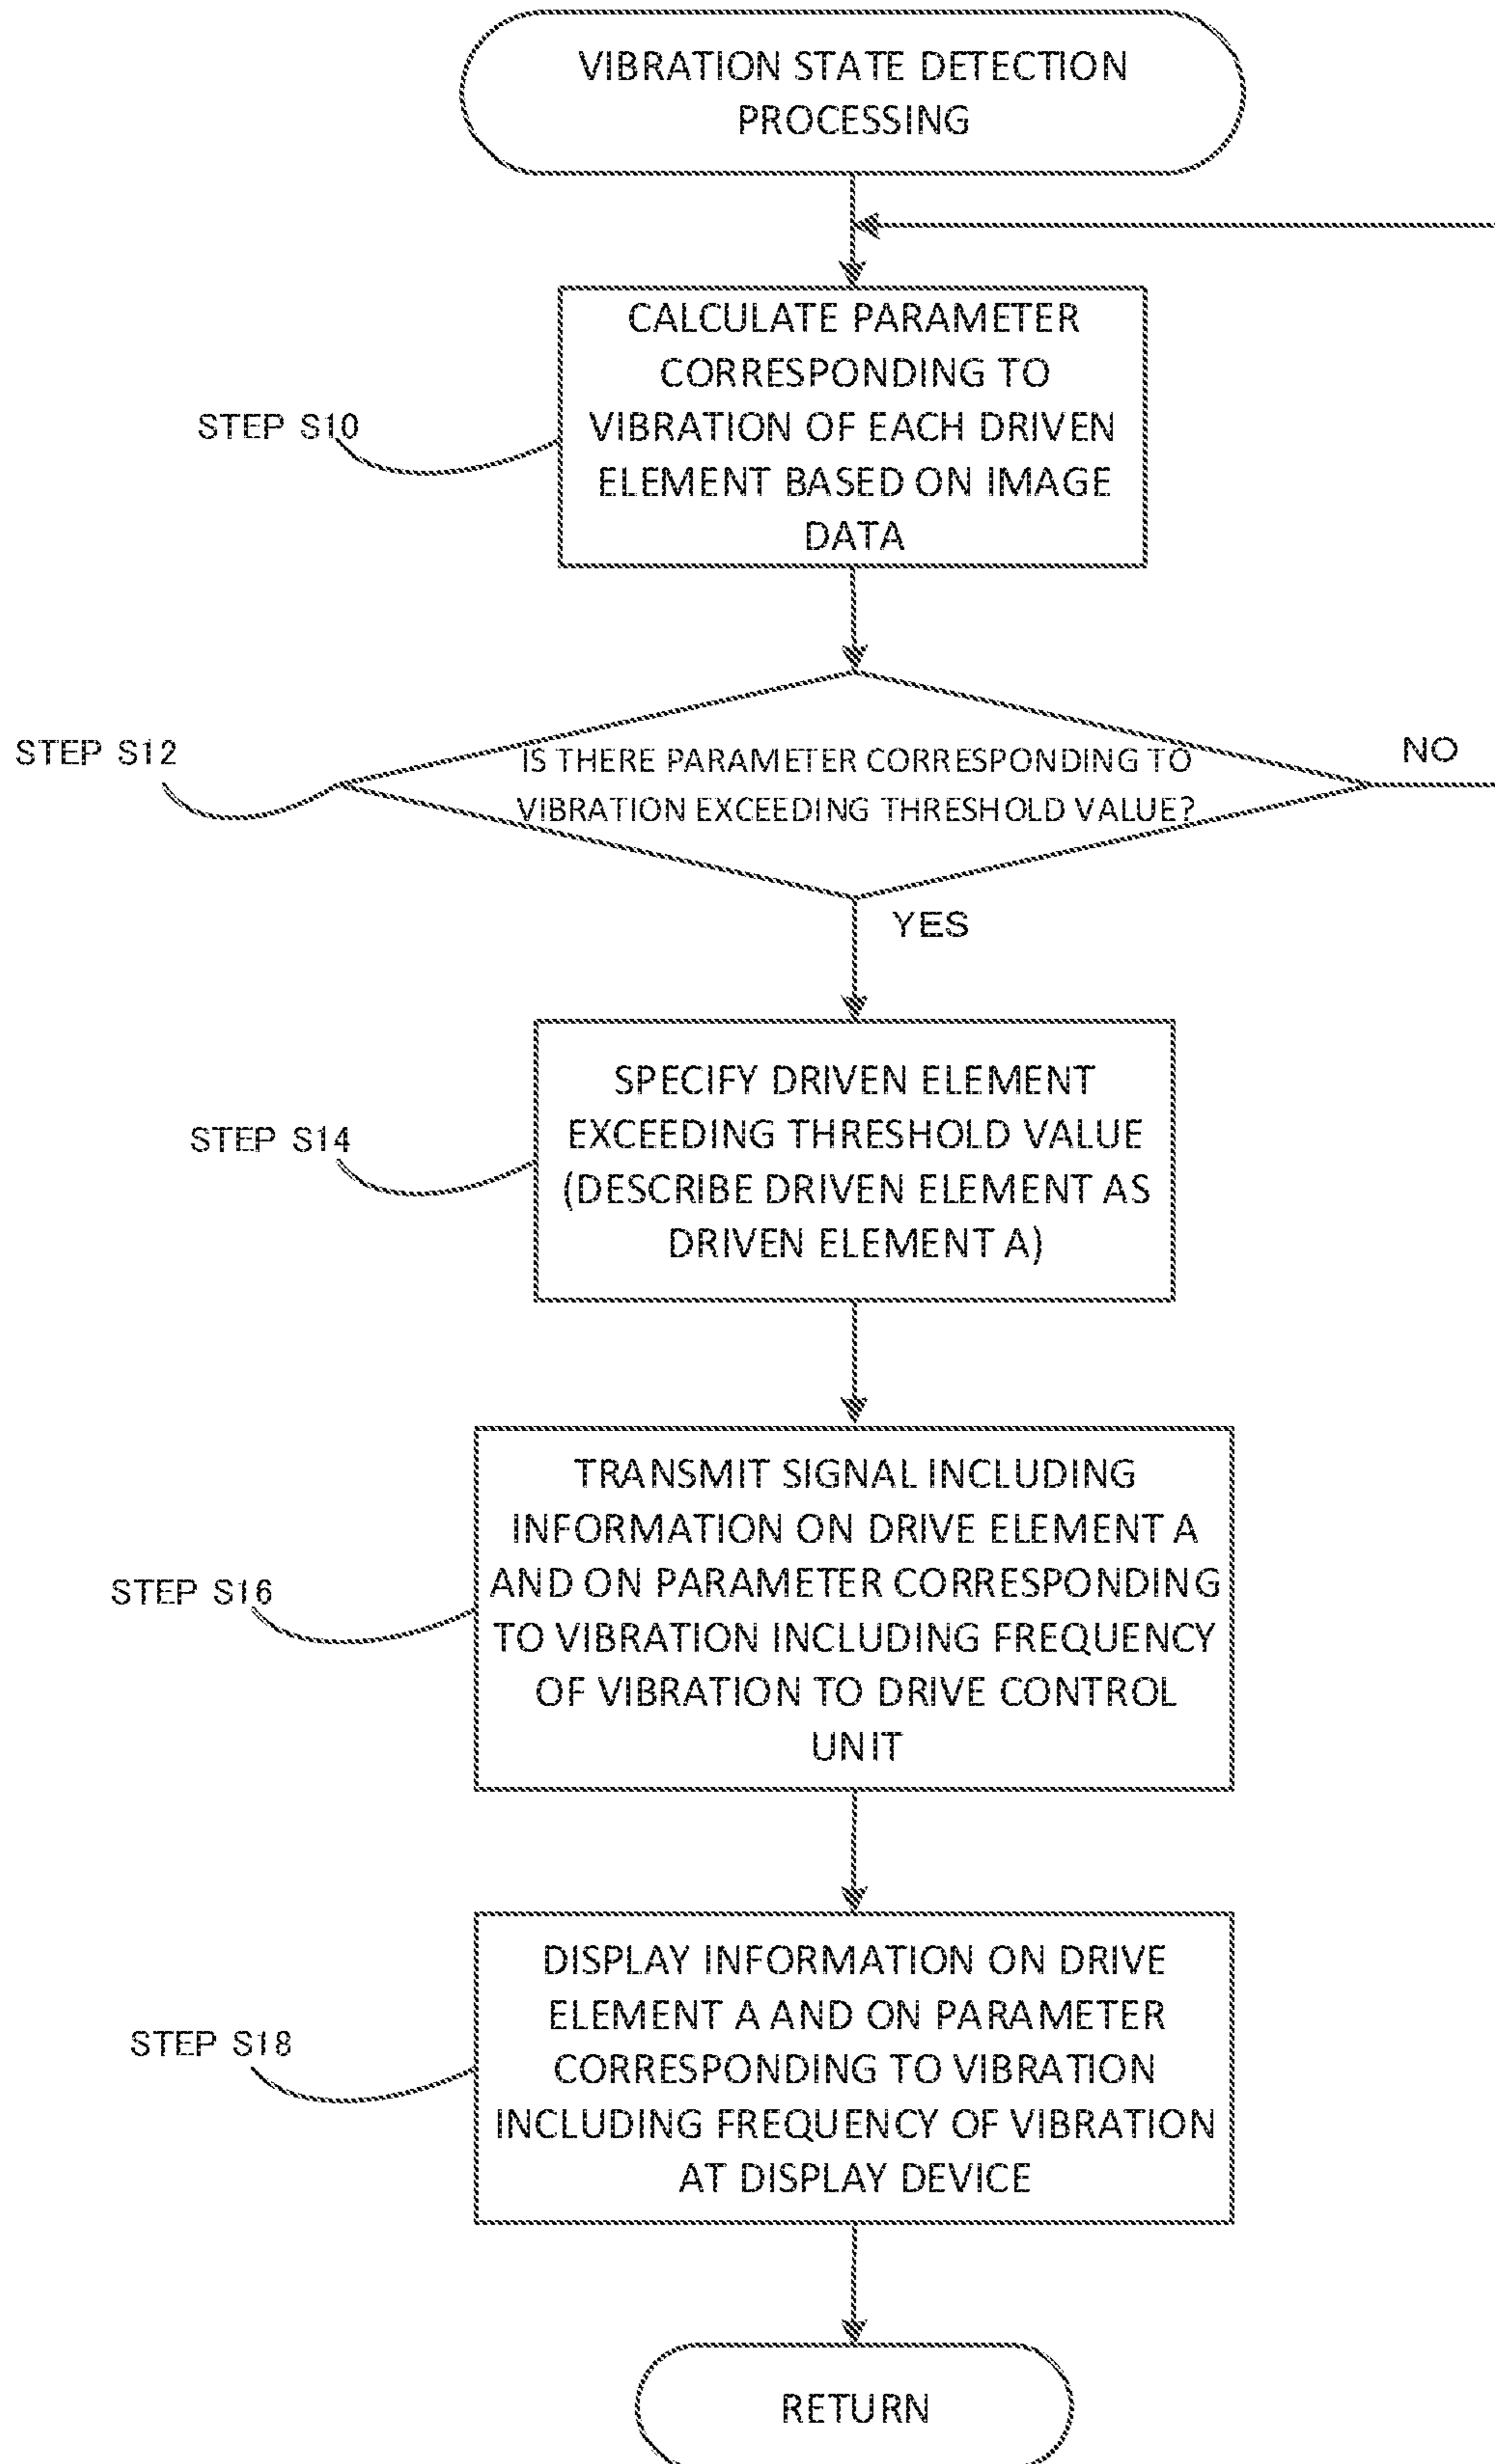 VIBRATION STATE DETECTION
PROCESSING
CALCULATE PARAMETER
CORRESPONDING TO
VIBRATION OF EACH DRIVEN
ELEMENT BASED ON IMAGE
DATA
STEP S10
IS THERE PARAMETER CORRESPONDING TO
VIBRATION EXCEEDING THRESHOLD VALUE?
STEP S12
NO
YES
SPECIFY DRIVEN ELEMENT
EXCEEDING THRESHOLD VALUE
(DESCRIBE DRIVEN ELEMENT AS
DRIVEN ELEMENT A)
STEP S14
TRANSMIT SIGNAL INCLUDING
INFORMATION ON DRIVE ELEMENT A
AND ON PARAMETER CORRESPONDING
TO VIBRATION INCLUDING FREQUENCY
OF VIBRATION TO DRIVE CONTROL
UNIT
STEP S16
DISPLAY INFORMATION ON DRIVE
ELEMENT A AND ON PARAMETER
CORRESPONDING TO VIBRATION
INCLUDING FREQUENCY OF VIBRATION
AT DISPLAY DEVICE
STEP S18
RETURN